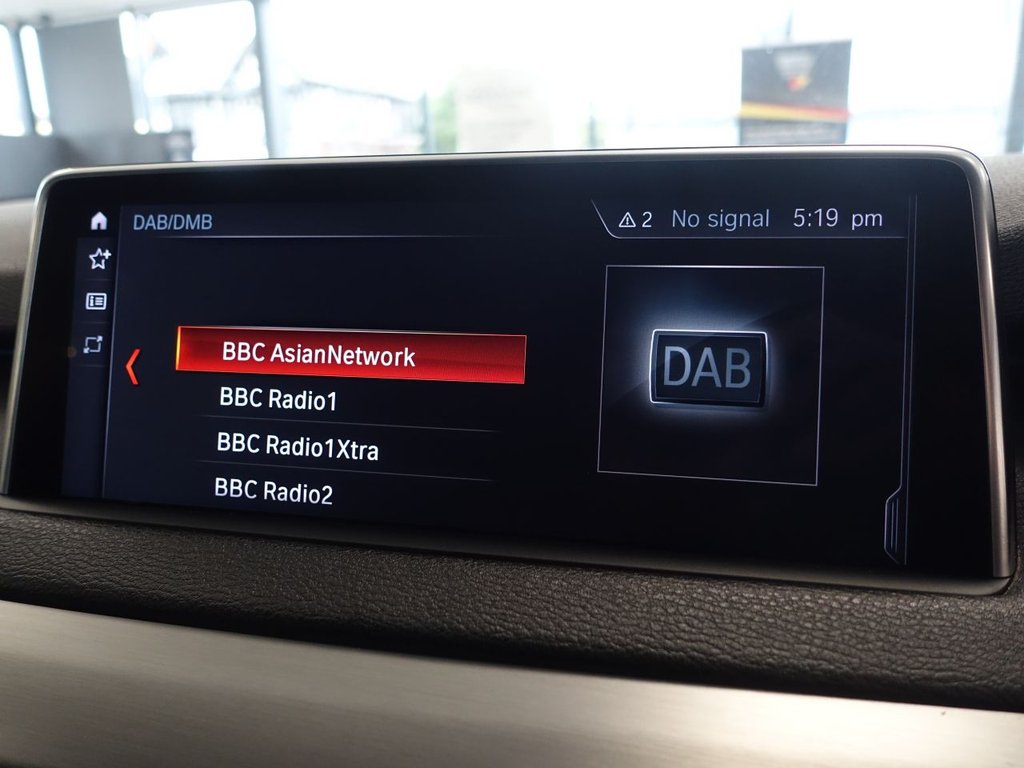 DAB/DMB
2 No signal 5:19 pm
BBC AsianNetwork
BBC Radio1
BBC Radio1Xtra
BBC Radio2
DAB